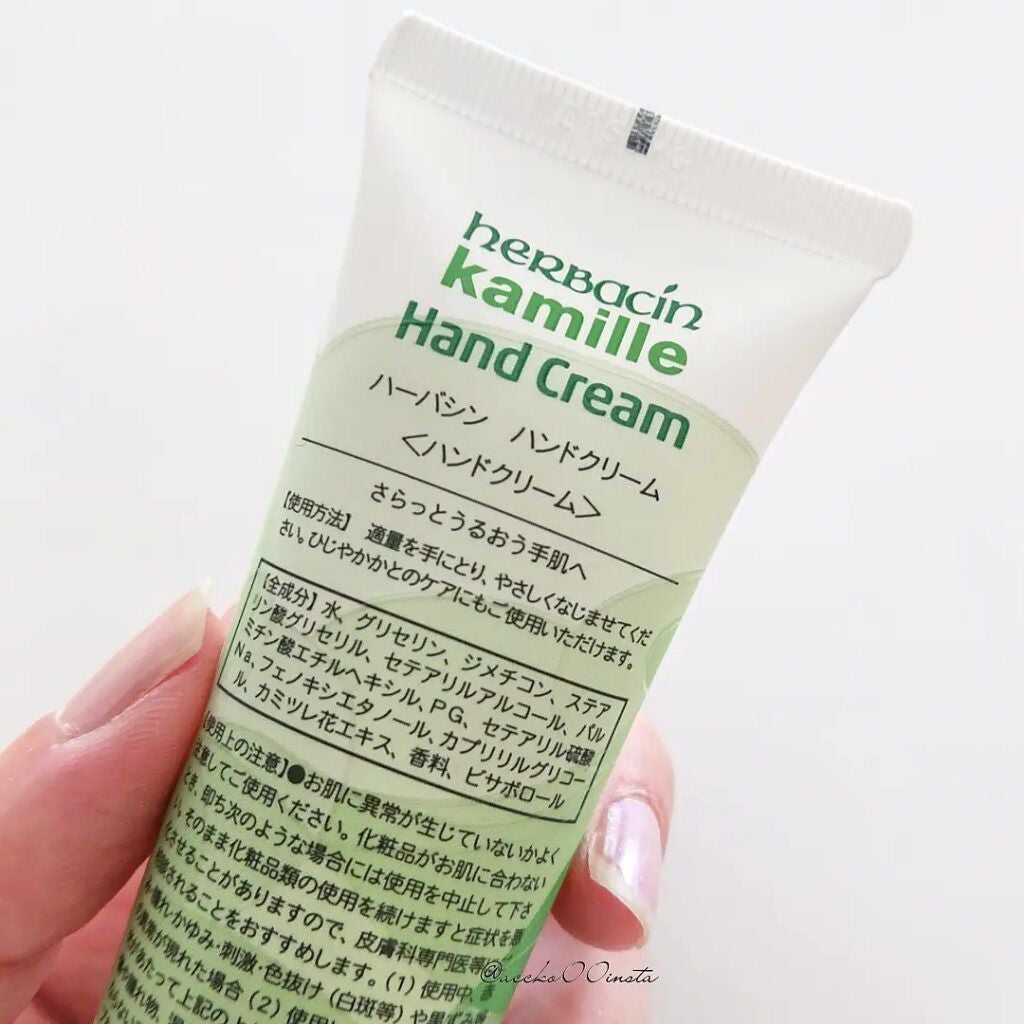 herbacin
kamille
Hand Cream
ハーバシン ハンドクリーム
<ハンドクリーム>
さらっとうるおう手肌へ
【使用方法】 適量を手にとり、やさしくなじませてくだ
さい。ひじやかかとのケアにもご使用いただけます。
【全成分】水、グリセリン、ジメチコン、ステア
リン酸グリセリル、セテアリルアルコール、パル
ミチン酸エチルヘキシル、PG、セテアリル硫酸
Na、フェノキシエタノール、カプリリルグリコー
ル、カミツレ花エキス、香料、ビサボロール
【使用上の注意】●お肌に異常が生じていないかよく
注意してご使用ください。化粧品がお肌に合わない
とき、即ち次のような場合には使用を中止して下さ
い。そのまま化粧品類の使用を続けますと症状を悪
化させることがありますので、皮膚科専門医等
相談されることをおすすめします。(1) 使用中、赤
み・腫れ・かゆみ・刺激・色抜け (白斑等) や黒ずみ
の異常が現れた場合 (2) 使用
があたって上記の